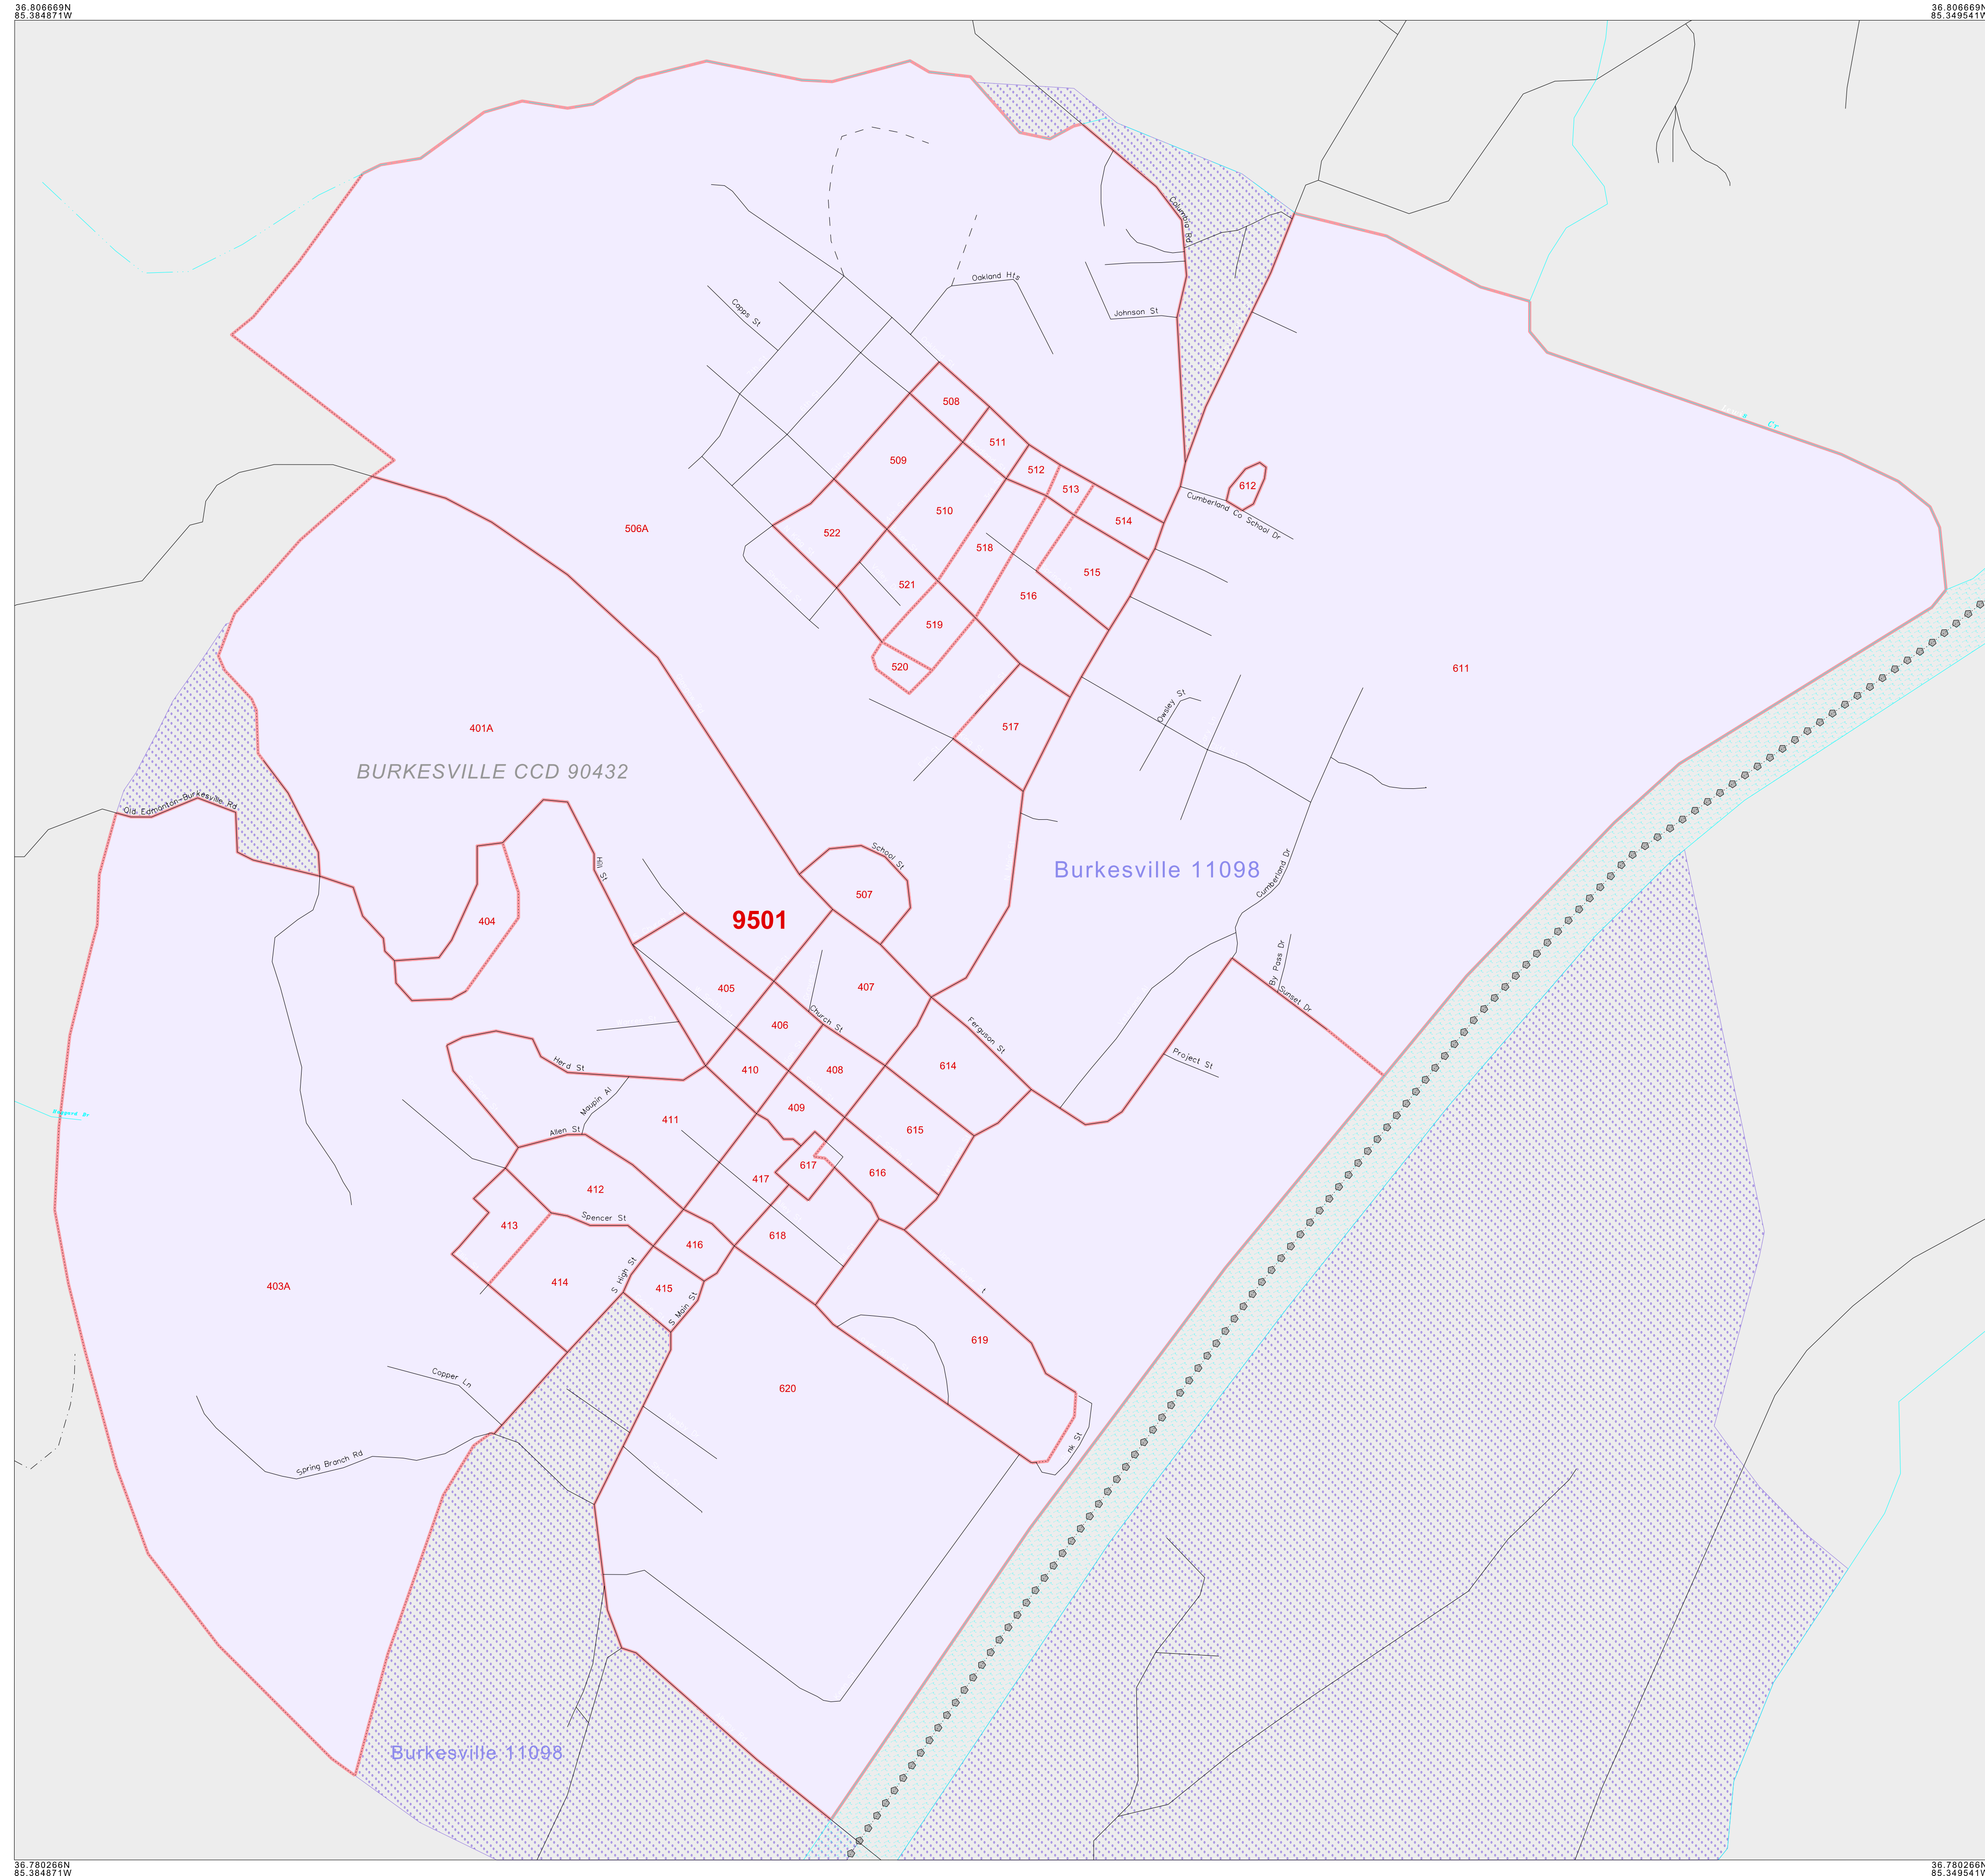 36.806669N
85.384871W
36.806669N
85.349541W
Columbia Rd
Oakland Hts
Capps St
Johnson St
508
Cr
511
509
512
513
612
Cumberland Co School Dr
510
514
506A
522
518
515
521
516
519
520
611
Owsley St
401A
517
BURKESVILLE CCD 90432
Old Edmonton-Burkesville Rd
School St
Hill St
Burkesville 11098
Cumberland Dr
507
404
9501
By Pass Dr
405
407
Sunset Dr
Church St
406
Ferguson St
Herd St
410
408
614
Project St
Maupin Al
409
411
Allen St
615
617
616
417
412
Spencer St
413
618
416
S High St
414
415
403A
S Main St
t
619
Copper Ln
620
nk St
Spring Branch Rd
Burkesville 11098
36.780266N
85.384871W
36.780266N
85.349541W